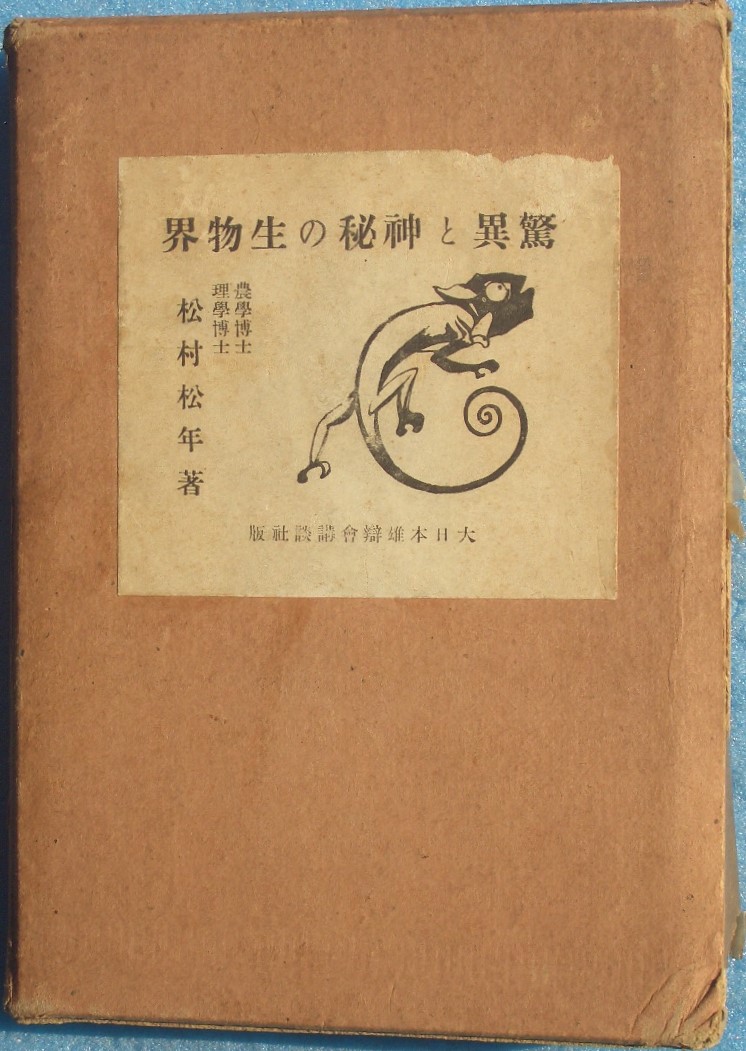 驚異と神秘の生物界
農學博士
理學博士
松村松年著
大日本雄辯會講談社版